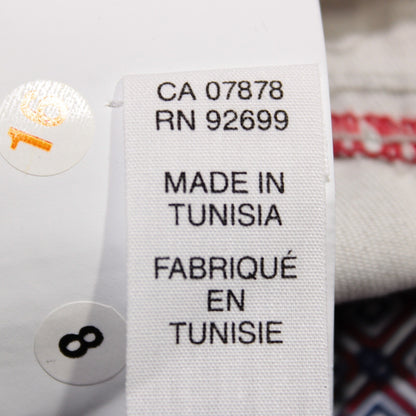 CA 07878
RN 92699
MADE IN
TUNISIA
FABRIQUÉ
EN
TUNISIE
8